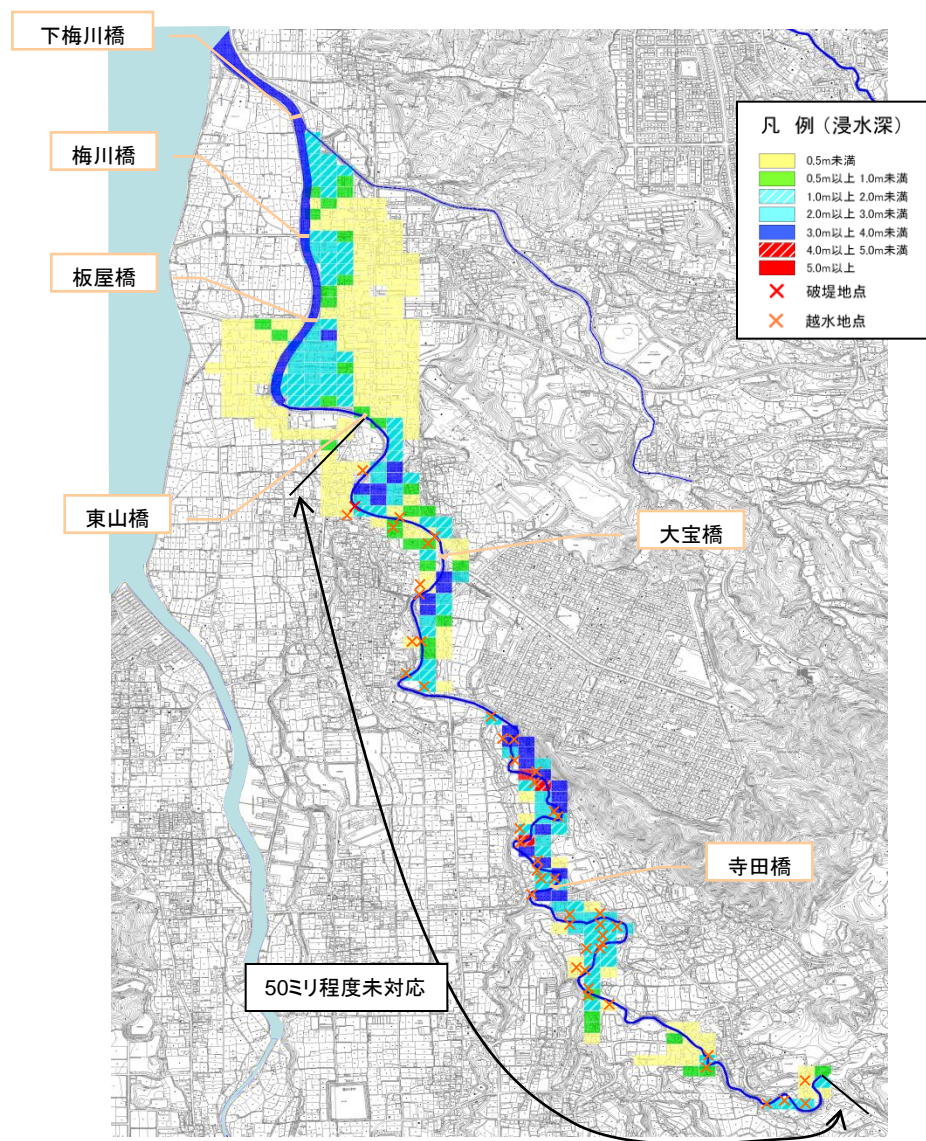 下梅川橋
梅川橋
板屋橋
東山橋
大宝橋
寺田橋
50ミリ程度未対応
凡 例（浸水深）
0.5m未満
0.5m以上 1.0m未満
1.0m以上 2.0m未満
2.0m以上 3.0m未満
3.0m以上 4.0m未満
4.0m以上 5.0m未満
5.0m以上
破堤地点
越水地点